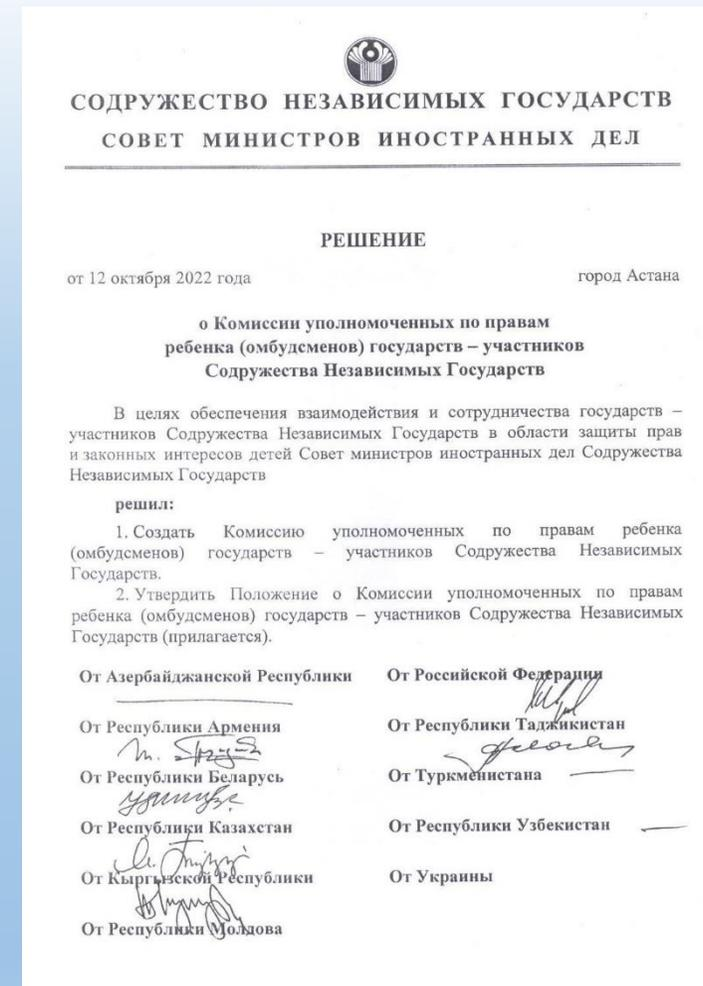 СОДРУЖЕСТВО НЕЗАВИСИМЫХ ГОСУДАРСТВ
СОВЕТ МИНИСТРОВ ИНОСТРАННЫХ ДЕЛ
РЕШЕНИЕ
от 12 октября 2022 года город Астана
о Комиссии уполномоченных по правам
ребенка (омбудсменов) государств – участников
Содружества Независимых Государств
В целях обеспечения взаимодействия и сотрудничества государств –
участников Содружества Независимых Государств в области защиты прав
и законных интересов детей Совет министров иностранных дел Содружества
Независимых Государств
решил:
1. Создать Комиссию уполномоченных по правам ребенка
(омбудсменов) государств – участников Содружества Независимых
Государств.
2. Утвердить Положение о Комиссии уполномоченных по правам
ребенка (омбудсменов) государств – участников Содружества Независимых
Государств (прилагается).
От Азербайджанской Республики От Российской Федерации
От Республики Армения От Республики Таджикистан
От Республики Беларусь От Туркменистана
От Республики Казахстан От Республики Узбекистан
От Кыргызской Республики От Украины
От Республики Молдова